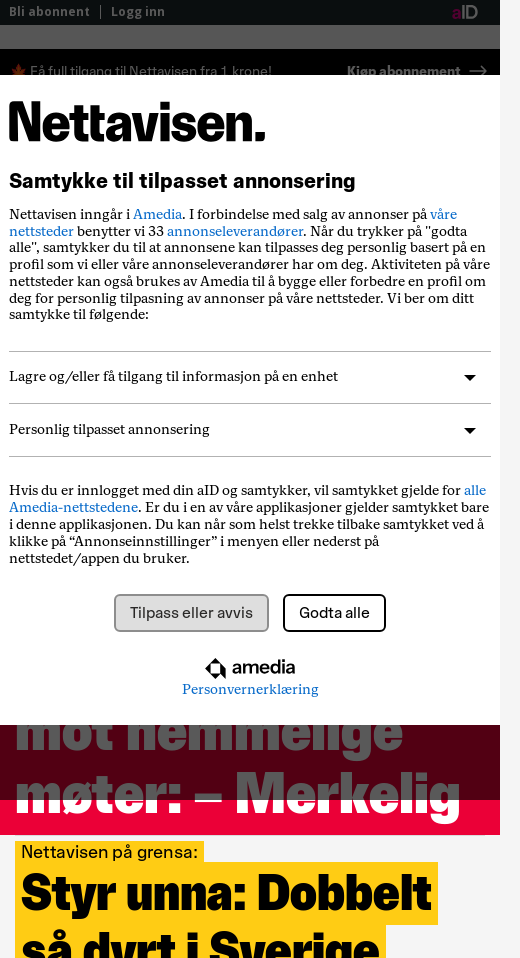 Bli abonnent
Logg inn
aID
🍁 Få full tilgang til Nettavisen fra 1 krone!
Kjøp abonnement
Nettavisen.
Samtykke til tilpasset annonsering
Nettavisen inngår i Amedia. I forbindelse med salg av annonser på våre
nettsteder benytter vi 33 annonseleverandører. Når du trykker på "godta
alle", samtykker du til at annonsene kan tilpasses deg personlig basert på en
profil som vi eller våre annonseleverandører har om deg. Aktiviteten på våre
nettsteder kan også brukes av Amedia til å bygge eller forbedre en profil om
deg for personlig tilpasning av annonser på våre nettsteder. Vi ber om ditt
samtykke til følgende:
Lagre og/eller få tilgang til informasjon på en enhet
Personlig tilpasset annonsering
Hvis du er innlogget med din aID og samtykker, vil samtykket gjelde for alle
Amedia-nettstedene. Er du i en av våre applikasjoner gjelder samtykket bare
i denne applikasjonen. Du kan når som helst trekke tilbake samtykket ved å
klikke på “Annonseinnstillinger” i menyen eller nederst på
nettstedet/appen du bruker.
Tilpass eller avvis
Godta alle
amedia
Personvernerklæring
mot hemmelige
møter: – Merkelig
Nettavisen på grensa:
Styr unna: Dobbelt
så dyrt i Sverige